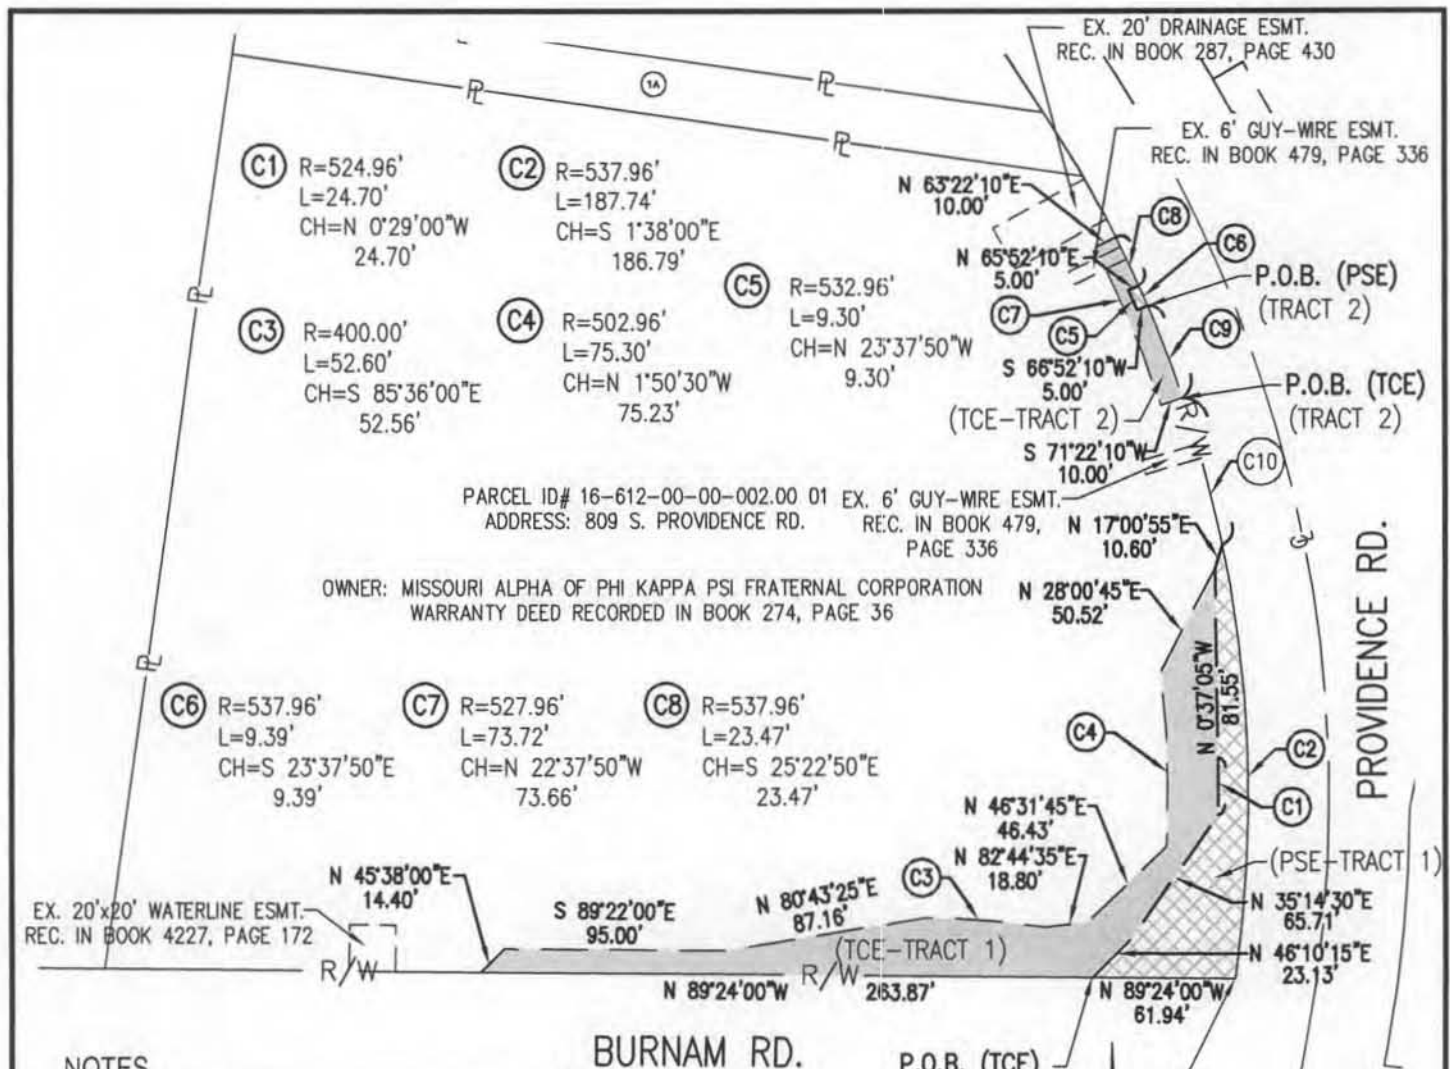 EX. 20' DRAINAGE ESMT.
REC. IN BOOK 287, PAGE 430
1A
PL
PL
PL
EX. 6' GUY-WIRE ESMT.
REC. IN BOOK 479, PAGE 336
C1
R=524.96'
L=24.70'
CH=N 0°29'00"W
24.70'
C2
R=537.96'
L=187.74'
CH=S 1°38'00"E
186.79'
N 63°22'10"E
10.00'
C8
C6
N 65°52'10"E
5.00'
P.O.B. (PSE)
(TRACT 2)
C7
C5
C9
C5
R=532.96'
L=9.30'
CH=N 23°37'50"W
9.30'
PL
C3
R=400.00'
L=52.60'
CH=S 85°36'00"E
52.56'
C4
R=502.96'
L=75.30'
CH=N 1°50'30"W
75.23'
S 66°52'10"W
5.00'
P.O.B. (TCE)
(TRACT 2)
(TCE-TRACT 2)
R/W
S 71°22'10"W
10.00'
C10
PARCEL ID# 16-612-00-00-002.00 01
ADDRESS: 809 S. PROVIDENCE RD.
EX. 6' GUY-WIRE ESMT.
REC. IN BOOK 479,
PAGE 336
N 17°00'55"E
10.60'
OWNER: MISSOURI ALPHA OF PHI KAPPA PSI FRATERNAL CORPORATION
WARRANTY DEED RECORDED IN BOOK 274, PAGE 36
N 28°00'45"E
50.52'
PROVIDENCE RD.
PL
N 0°37'05"W
81.55'
C6
R=537.96'
L=9.39'
CH=S 23°37'50"E
9.39'
C7
R=527.96'
L=73.72'
CH=N 22°37'50"W
73.66'
C8
R=537.96'
L=23.47'
CH=S 25°22'50"E
23.47'
C4
C2
C1
N 46°31'45"E
46.43'
N 82°44'35"E
18.80'
(PSE-TRACT 1)
C3
N 45°38'00"E
14.40'
N 80°43'25"E
87.16'
S 89°22'00"E
95.00'
N 35°14'30"E
65.71'
EX. 20'x20' WATERLINE ESMT.
REC. IN BOOK 4227, PAGE 172
(TCE-TRACT 1)
N 46°10'15"E
23.13'
R/W
R/W
N 89°24'00"W
263.87'
N 89°24'00"W
61.94'
BURNAM RD.
P.O.B. (TCE)
NOTES